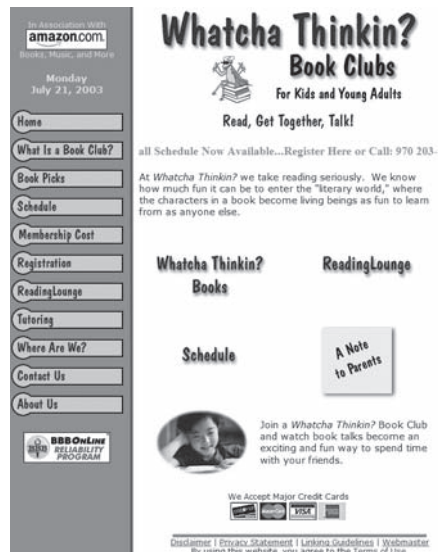 In Association With
amazon.com.
Books, Music, and More
Monday
July 21, 2003
Home
What Is a Book Club?
Book Picks
Schedule
Membership Cost
Registration
ReadingLounge
Tutoring
Where Are We?
Contact Us
About Us
BBBONLINE
RELIABILITY
PROGRAM
Whatcha Thinkin?
Book Clubs
For Kids and Young Adults
Read, Get Together, Talk!
all Schedule Now Available...Register Here or Call: 970 203-
At Whatcha Thinkin? we take reading seriously. We
know how much fun it can be to enter the "literary world," where
the characters in a book become living beings as fun to learn
from as anyone else.
Whatcha Thinkin?
Books
ReadingLounge
Schedule
A Note
to Parents
Join a Whatcha Thinkin? Book Club
and watch book talks become an
exciting and fun way to spend time
with your friends.
We Accept Major Credit Cards
VISA
Disclaimer | Privacy Statement | Linking Guidelines | Webmaster
By using this website, you agree to the Terms of Use